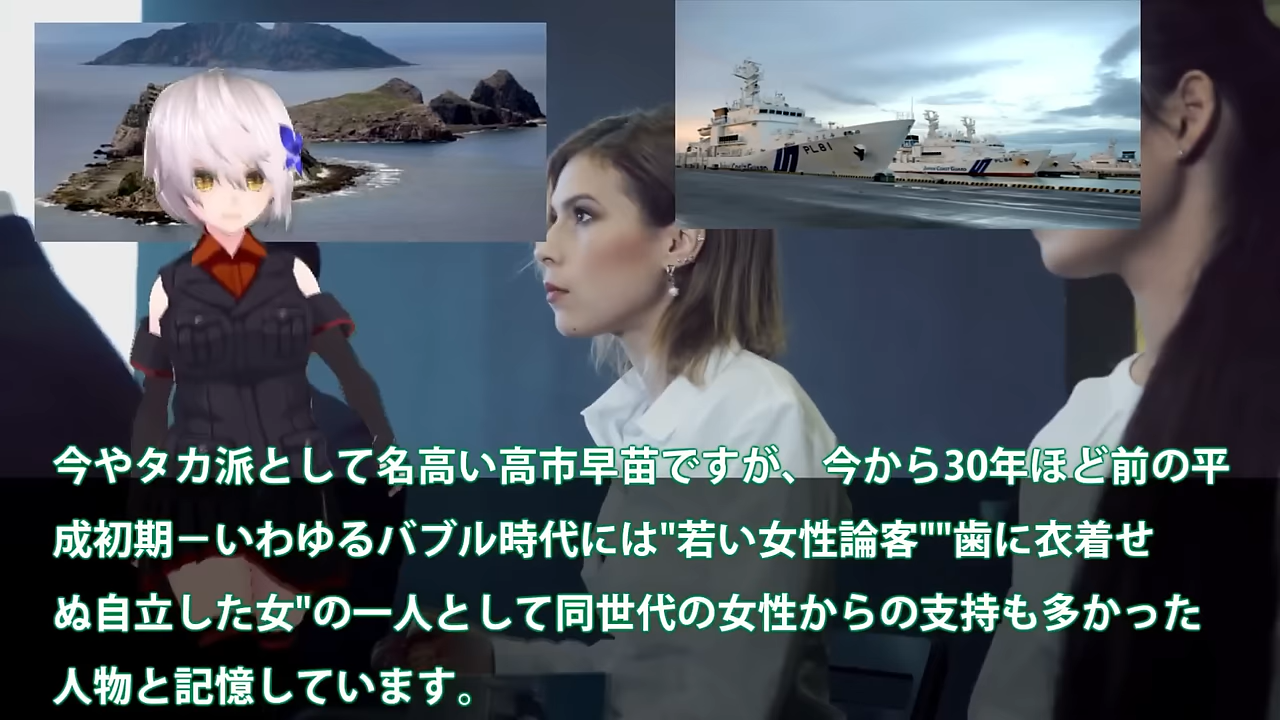 PL81
JAPAN COAST GUARD
今やタカ派として名高い高市早苗ですが、今から30年ほど前の平
成初期－いわゆるバブル時代には"若い女性論客""歯に衣着せ
ぬ自立した女"の一人として同世代の女性からの支持も多かった
人物と記憶しています。